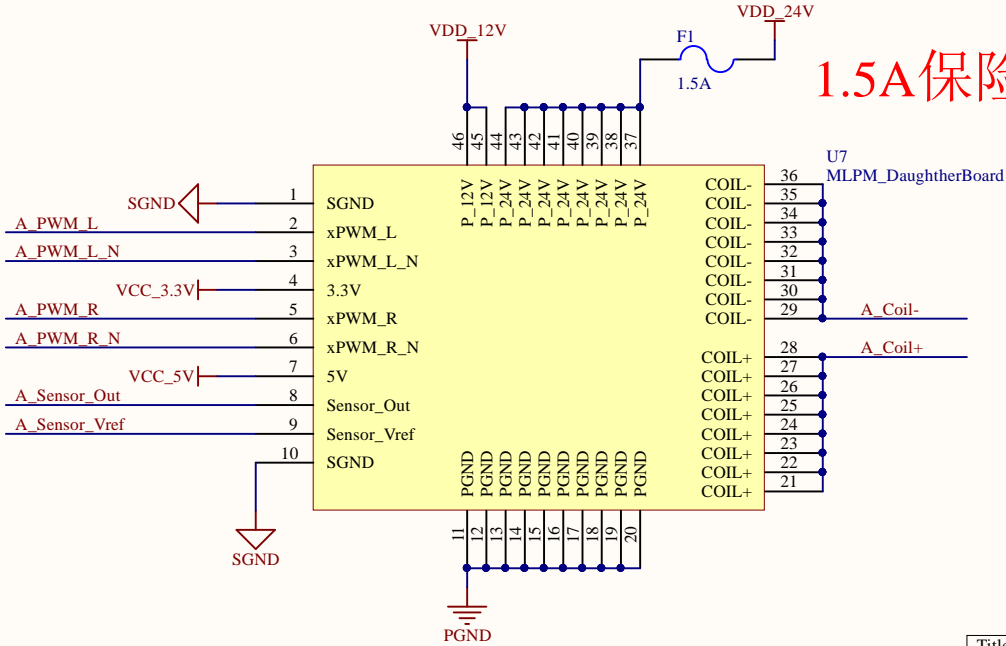 VDD_12V
VDD_24V
F1
1.5A
1.5A保险
46 45 44 43 42 41 40 39 38 37
P_12V P_12V P_24V P_24V P_24V P_24V P_24V P_24V P_24V P_24V
U7
MLPM_DaughtherBoard
SGND 1 SGND
A_PWM_L 2 xPWM_L
A_PWM_L_N 3 xPWM_L_N
VCC_3.3V 4 3.3V
A_PWM_R 5 xPWM_R
A_PWM_R_N 6 xPWM_R_N
VCC_5V 7 5V
A_Sensor_Out 8 Sensor_Out
A_Sensor_Vref 9 Sensor_Vref
10 SGND
SGND
COIL- 36
COIL- 35
COIL- 34
COIL- 33
COIL- 32
COIL- 31
COIL- 30
COIL- 29 A_Coil-
COIL+ 28 A_Coil+
COIL+ 27
COIL+ 26
COIL+ 25
COIL+ 24
COIL+ 23
COIL+ 22
COIL+ 21
PGND PGND PGND PGND PGND PGND PGND PGND PGND PGND
11 12 13 14 15 16 17 18 19 20
PGND
Title